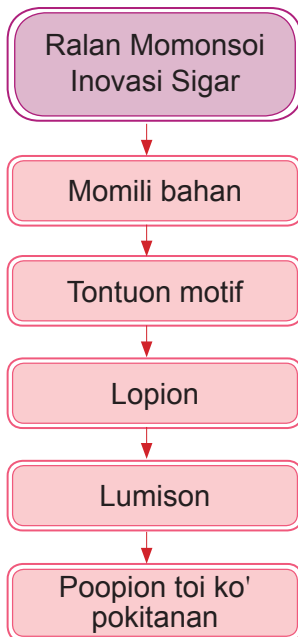 Ralan Momonsoi
Inovasi Sigar
Momili bahan
Tontuon motif
Lopion
Lumison
Poopion toi ko'
pokitanan